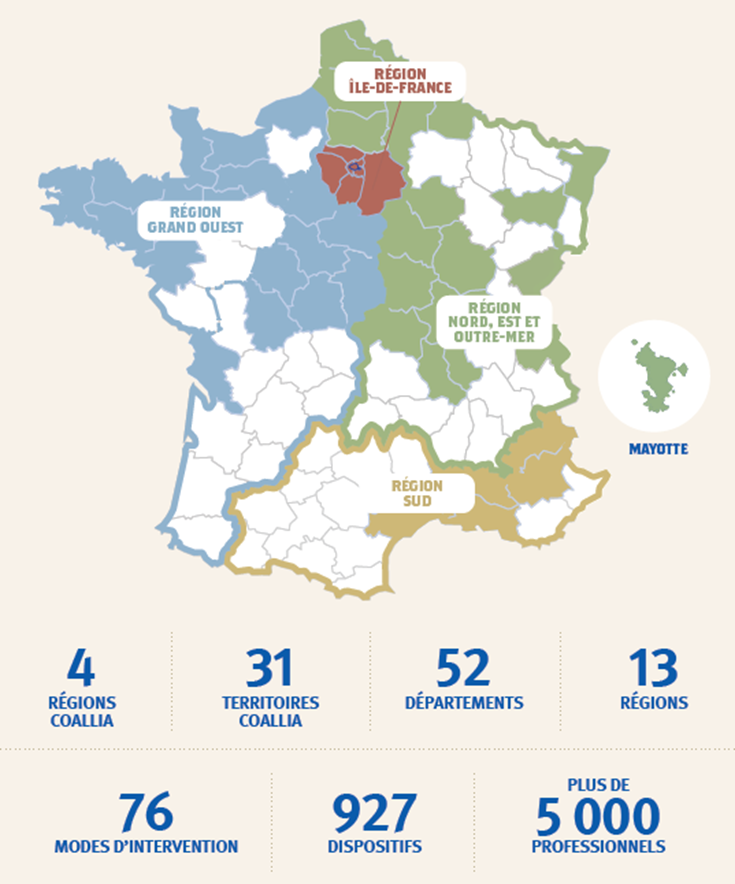 RÉGION
ÎLE-DE-FRANCE
RÉGION
GRAND OUEST
RÉGION
NORD, EST ET
OUTRE-MER
MAYOTTE
RÉGION
SUD
4
RÉGIONS
COALLIA
31
TERRITOIRES
COALLIA
52
DÉPARTEMENTS
13
RÉGIONS
76
MODES D'INTERVENTION
927
DISPOSITIFS
PLUS DE
5 000
PROFESSIONNELS